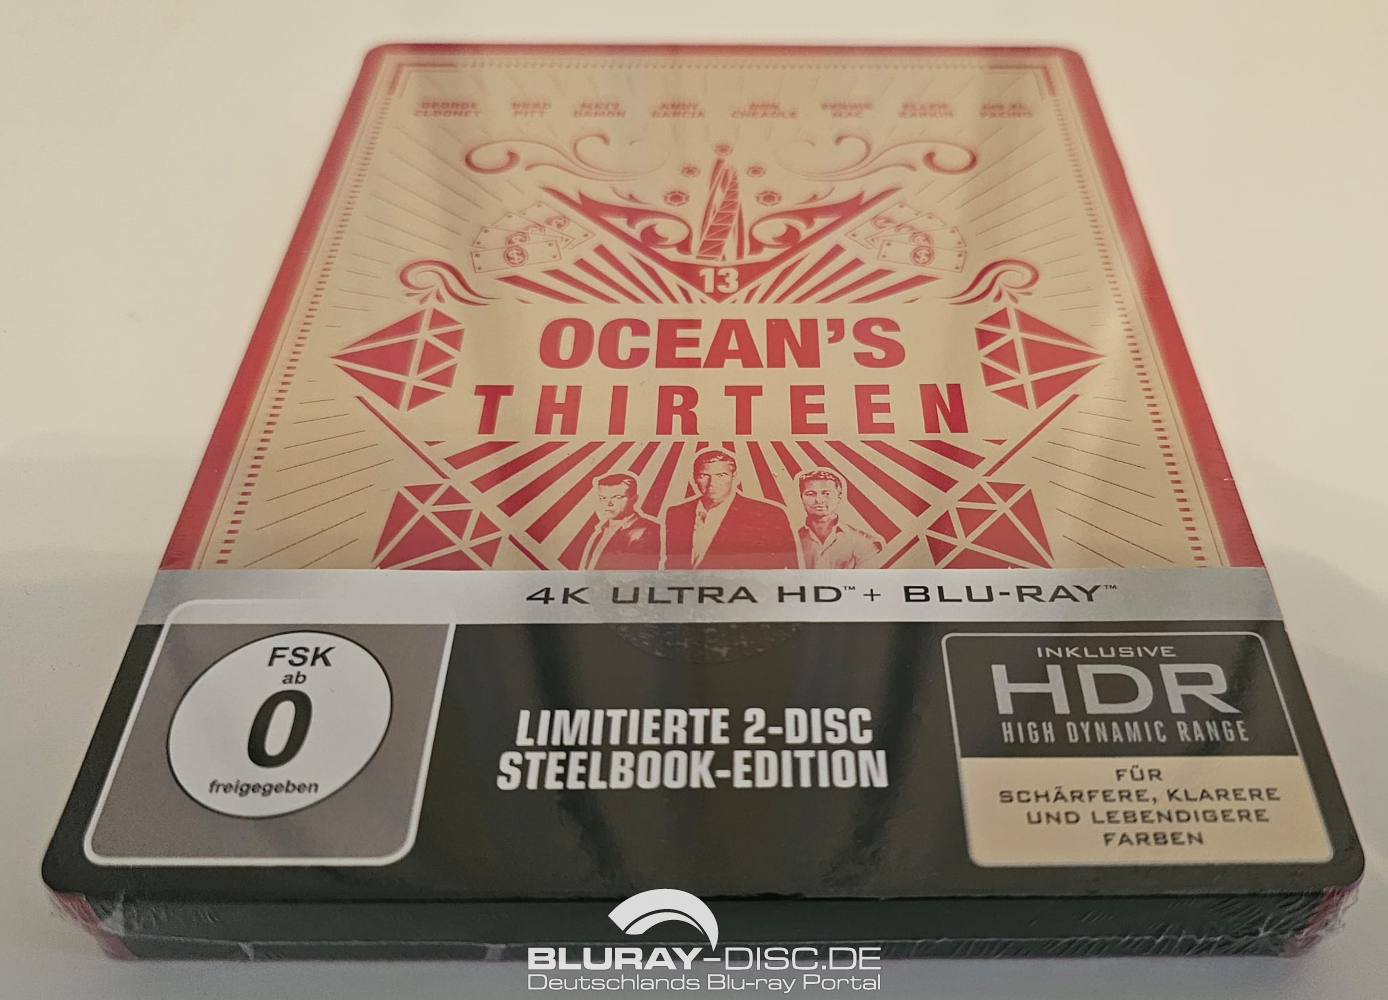 GEORGE BRAD MATT ANDY DON BERNIE ELLEN AL
CLOONEY PITT DAMON GARCIA CHEADLE MAC BARKIN PACINO
13
OCEAN'S
THIRTEEN
4K ULTRA HD™ + BLU-RAY™
FSK
ab
0
freigegeben
LIMITIERTE 2-DISC
STEELBOOK-EDITION
INKLUSIVE
HDR
HIGH DYNAMIC RANGE
FÜR
SCHÄRFERE, KLARERE
UND LEBENDIGERE
FARBEN
BLURAY-DISC.DE
Deutschlands Blu-ray Portal